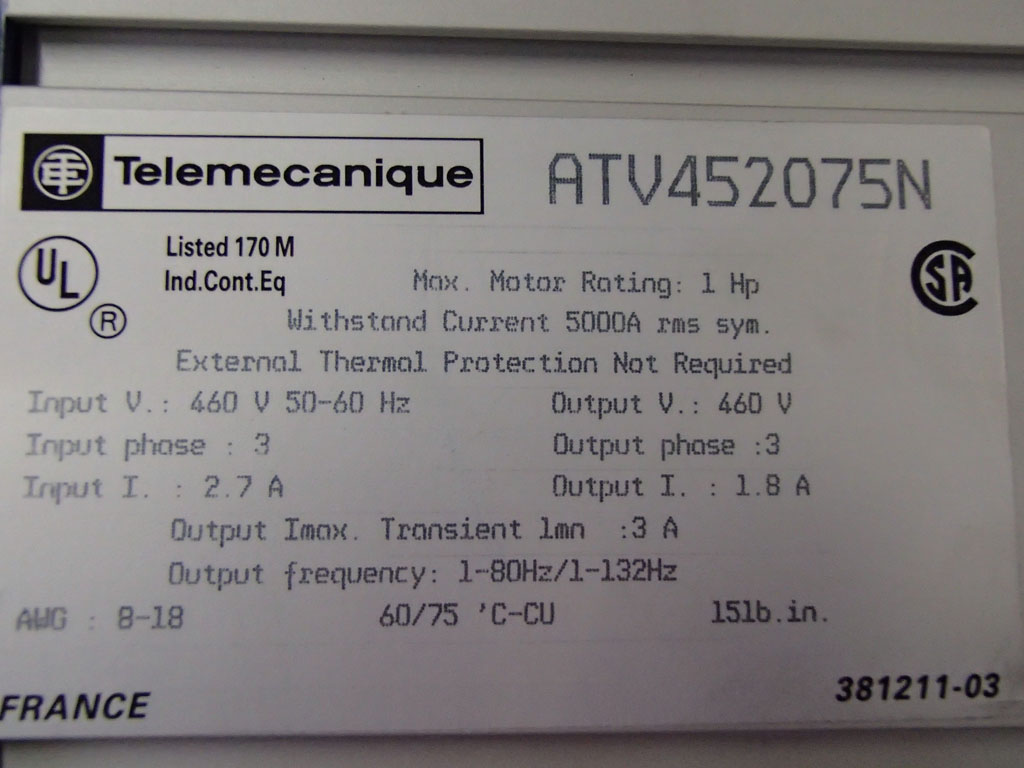 Telemecanique ATV452075N
UL Listed 170 M
® Ind.Cont.Eq Max. Motor Rating: 1 Hp SA
Withstand Current 5000A rms sym.
External Thermal Protection Not Required
Input V.: 460 V 50-60 Hz Output V.: 460 V
Input phase : 3 Output phase :3
Input I. : 2.7 A Output I. : 1.8 A
Output Imax. Transient 1mn :3 A
Output frequency: 1-80Hz/1-132Hz
AWG : 8-18 60/75 'C-CU 15lb.in.
FRANCE 381211-03